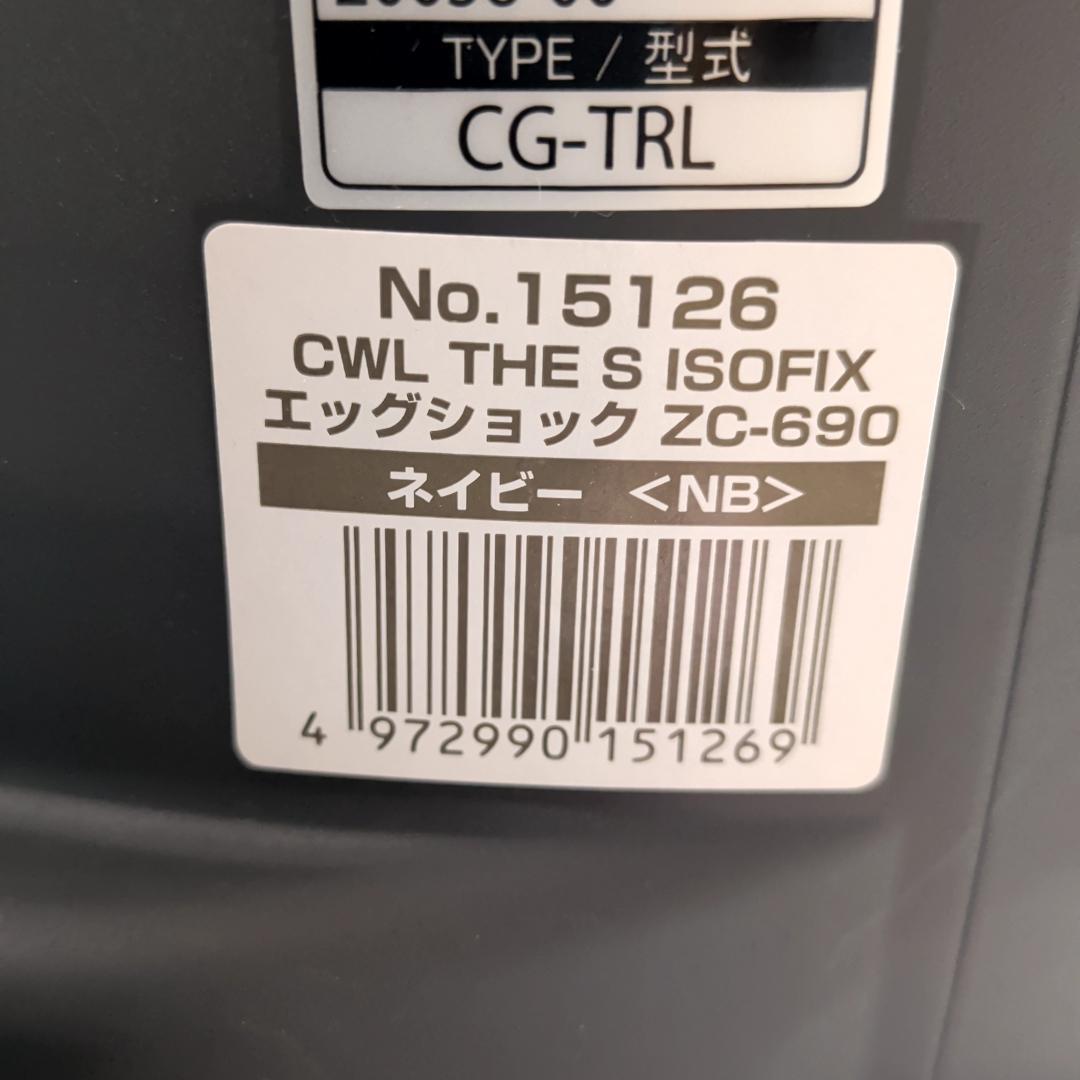 TYPE / 型式
CG-TRL
No.15126
CWL THE S ISOFIX
エッグショック ZC-690
ネイビー <NB>
4 972990 151269